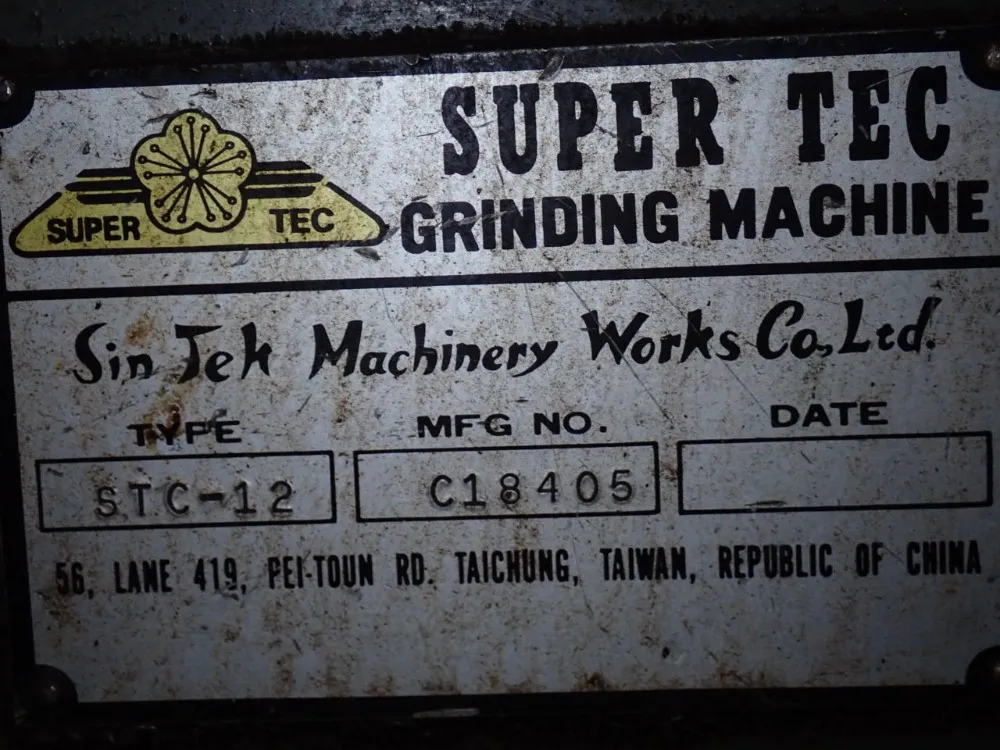 SUPER TEC
SUPER TEC
GRINDING MACHINE
Sin Tek Machinery Works Co., Ltd.
TYPE MFG NO. DATE
STC-12 C18405
56, LANE 419, PEI-TOUN RD. TAICHUNG, TAIWAN, REPUBLIC OF CHINA